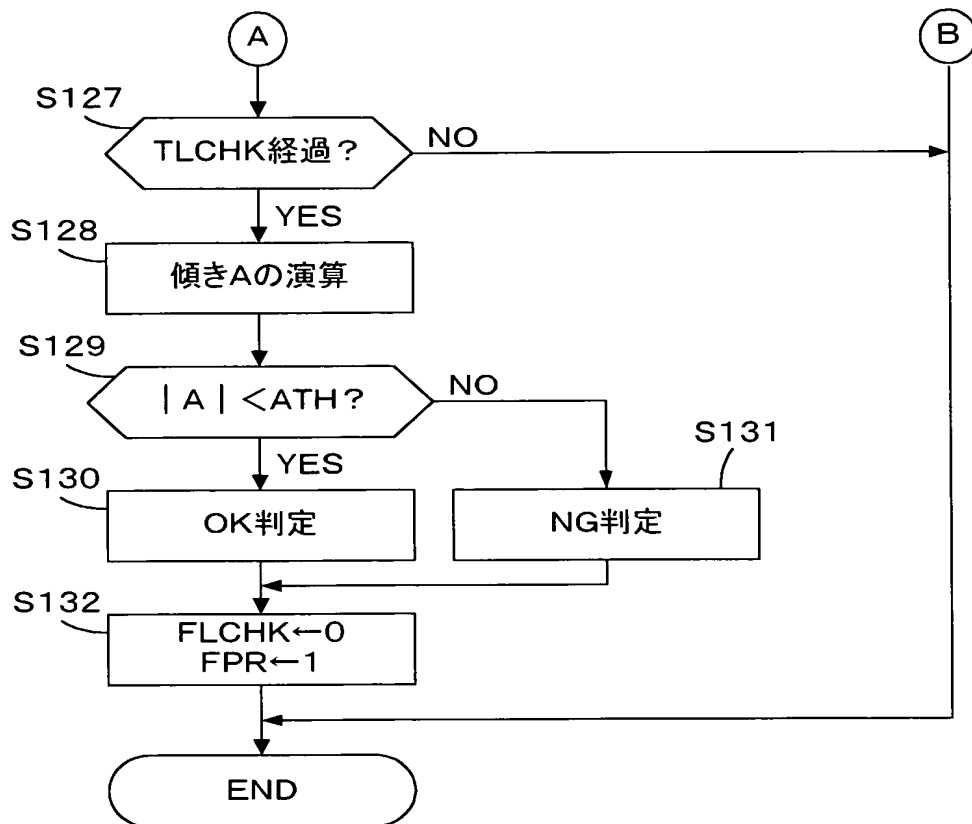 A
B
S127
TLCHK経過？
NO
YES
S128
傾きAの演算
S129
｜A｜＜ATH？
NO
YES
S130
OK判定
S131
NG判定
S132
FLCHK←0
FPR←1
END